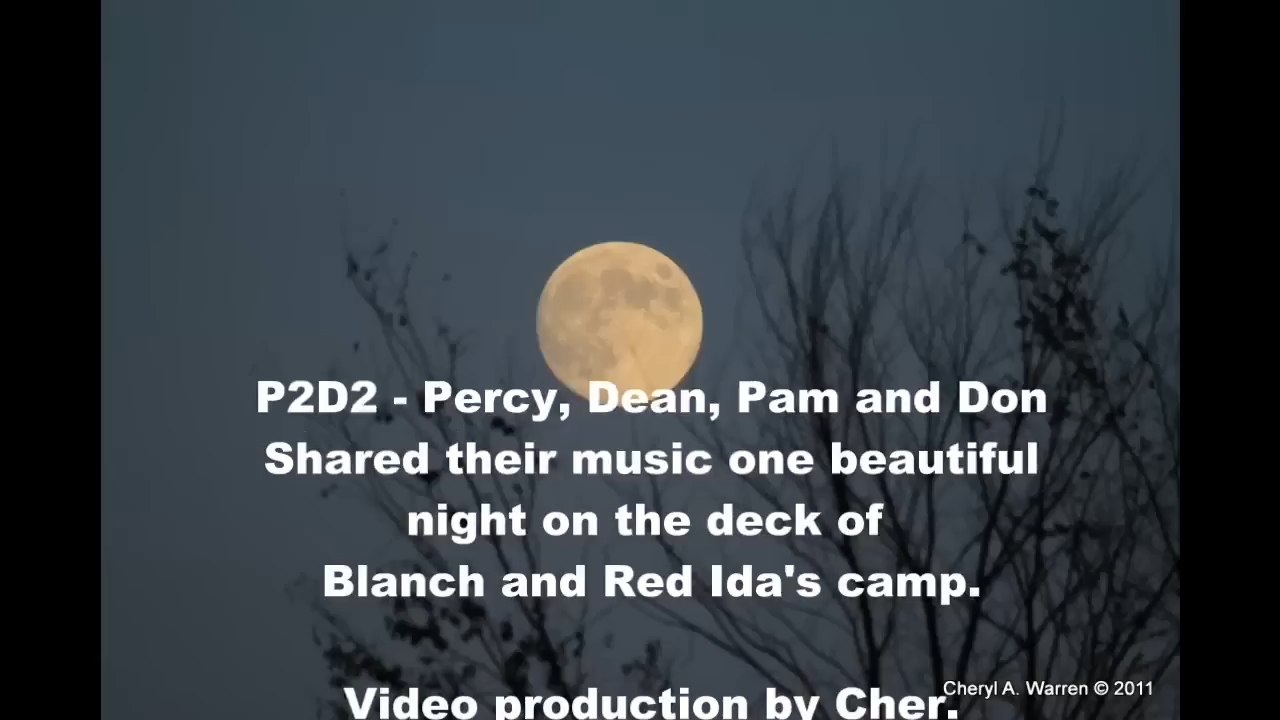 P2D2 - Percy, Dean, Pam and Don
Shared their music one beautiful
night on the deck of
Blanch and Red Ida's camp.
Video production by Cher.
Cheryl A. Warren © 2011